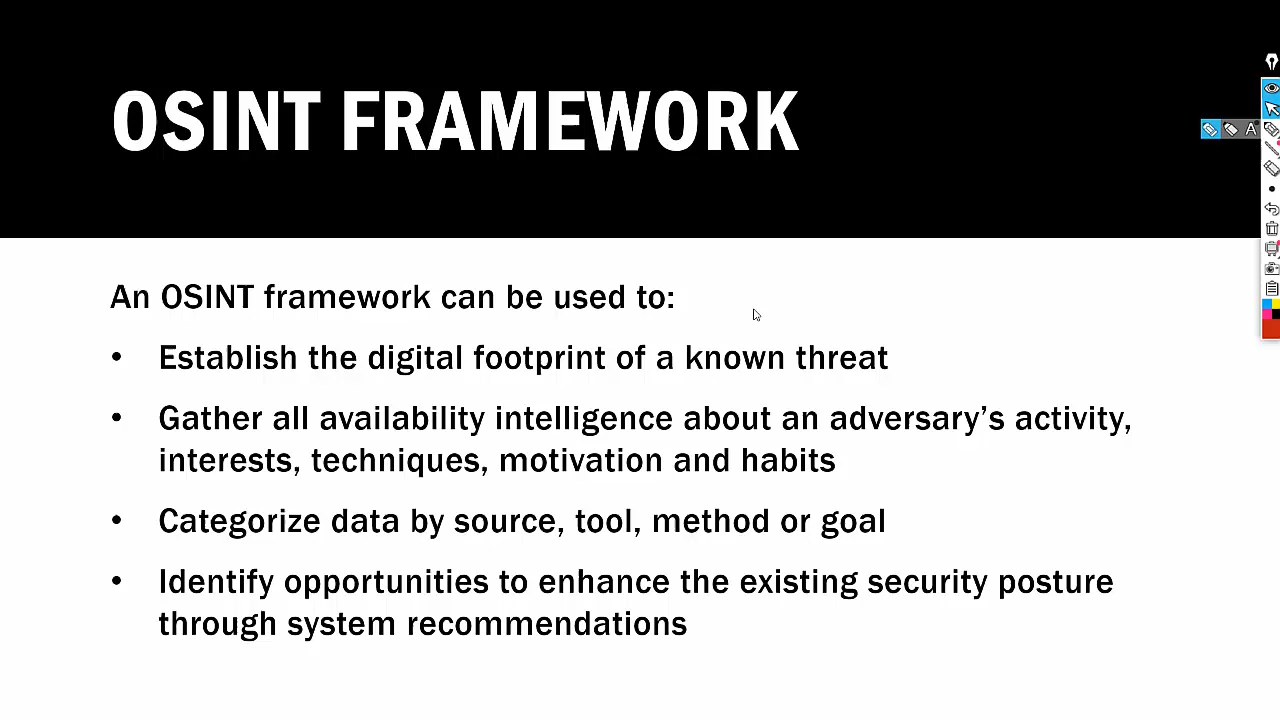 OSINT FRAMEWORK
A
An OSINT framework can be used to:
• Establish the digital footprint of a known threat
• Gather all availability intelligence about an adversary’s activity,
interests, techniques, motivation and habits
• Categorize data by source, tool, method or goal
• Identify opportunities to enhance the existing security posture
through system recommendations